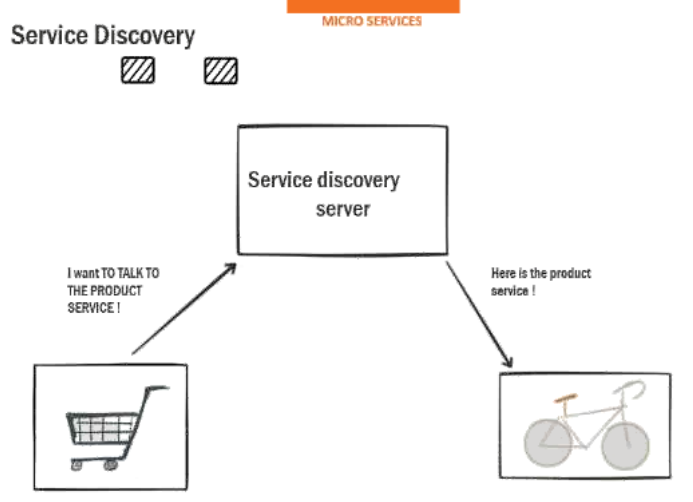 MICRO SERVICES
Service Discovery
Service discovery
server
I want TO TALK TO
THE PRODUCT
SERVICE !
Here is the product
service !